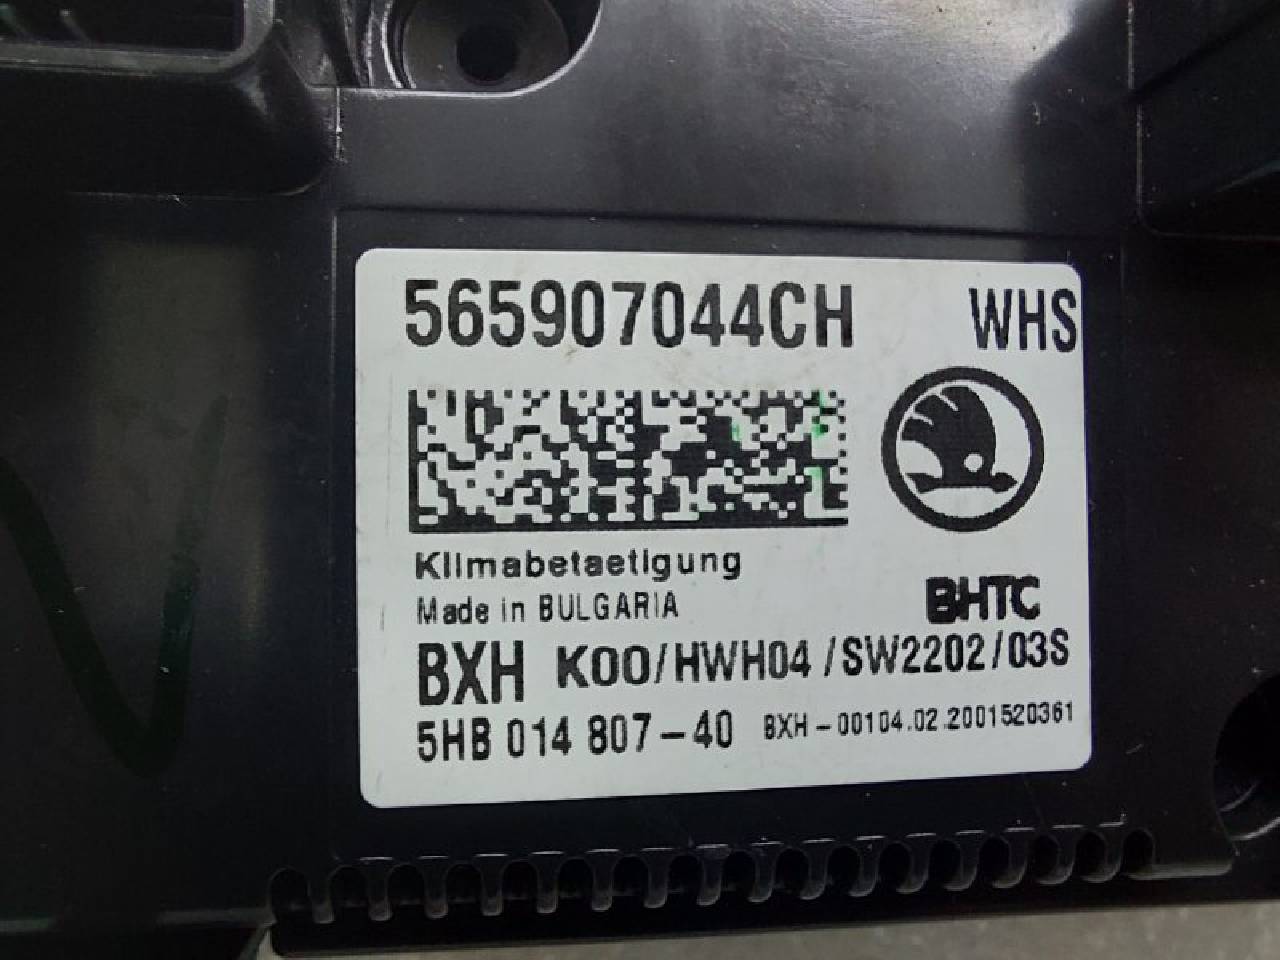 565907044CH WHS
Klimabetaetigung
Made in BULGARIA
BHTC
BXH K00/HWH04/SW2202/03S
5HB 014 807-40 BXH-00104.02.2001520361